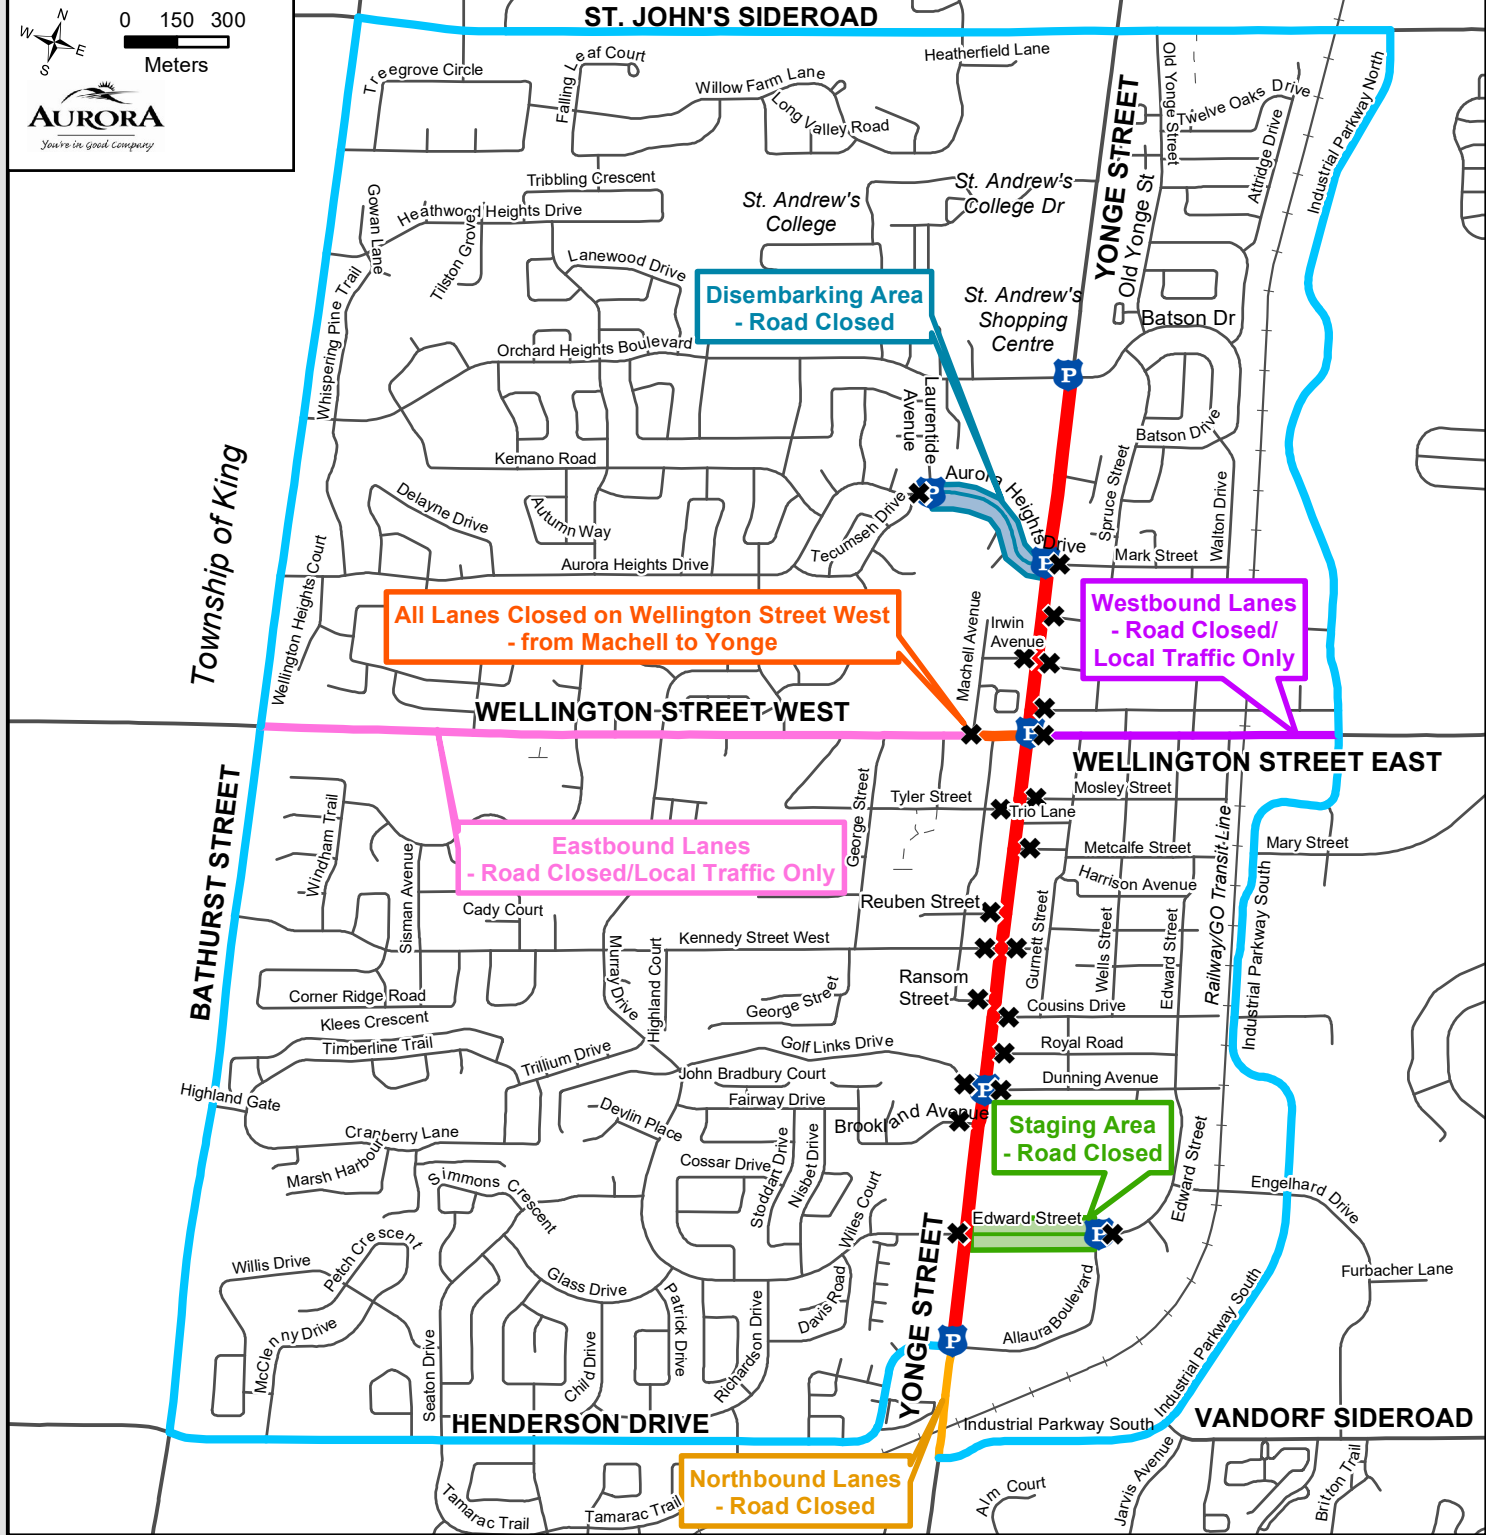 N
W
E
S
0 150 300
Meters
AURORA
You're in Good Company
ST. JOHN'S SIDEROAD
Treegrove Circle
Falling Leaf Court
Willow Farm Lane
Long Valley Road
Heatherfield Lane
YONGE STREET
Old Yonge Street
Twelve Oaks Drive
Attridge Drive
Industrial Parkway North
Tribbling Crescent
Heathwood Heights Drive
Gowan Lane
Tilston Grove
Lanewood Drive
Whispering Pine Trail
St. Andrew's
College
St. Andrew's
College Dr
Old Yonge St
Disembarking Area
- Road Closed
St. Andrew's
Shopping
Centre
Batson Dr
Orchard Heights Boulevard
P
Laurentide
Avenue
Batson Drive
Kemano Road
Delayne Drive
Autumn Way
Tecumseh Drive
P
Aurora Heights
Drive
P
Spruce Street
Walton Drive
Mark Street
Aurora Heights Drive
Township of King
Wellington Heights Court
All Lanes Closed on Wellington Street West
- from Machell to Yonge
Machell Avenue
Irwin
Avenue
Westbound Lanes
- Road Closed/
Local Traffic Only
WELLINGTON STREET WEST
P
WELLINGTON STREET EAST
BATHURST STREET
Windham Trail
Sisman Avenue
Eastbound Lanes
- Road Closed/Local Traffic Only
George Street
Tyler Street
Mosley Street
Trio Lane
Metcalfe Street
Mary Street
Harrison Avenue
Railway/GO Transit Line
Industrial Parkway South
Cady Court
Reuben Street
Kennedy Street West
Gurnett Street
Wells Street
Edward Street
Murray Drive
Highland Court
Ransom
Street
Corner Ridge Road
George Street
Cousins Drive
Klees Crescent
Timberline Trail
Trillium Drive
Golf Links Drive
Royal Road
John Bradbury Court
Dunning Avenue
P
Highland Gate
Fairway Drive
Devlin Place
Brookland Avenue
Staging Area
- Road Closed
Cranberry Lane
Marsh Harbour
Cossar Drive
Stoddart Drive
Nisbet Drive
Simmons Crescent
Wiles Court
Edward Street
Edward Street
P
Engelhard Drive
Petch Crescent
Willis Drive
Glass Drive
Davis Road
YONGE STREET
Allaura Boulevard
Furbacher Lane
P
McClenny Drive
Seaton Drive
Child Drive
Patrick Drive
Richardson Drive
Industrial Parkway South
HENDERSON DRIVE
Industrial Parkway South
VANDORF SIDEROAD
Northbound Lanes
- Road Closed
Tamarac Trail
Tamarac Trail
Alm Court
Jarvis Avenue
Britton Trail